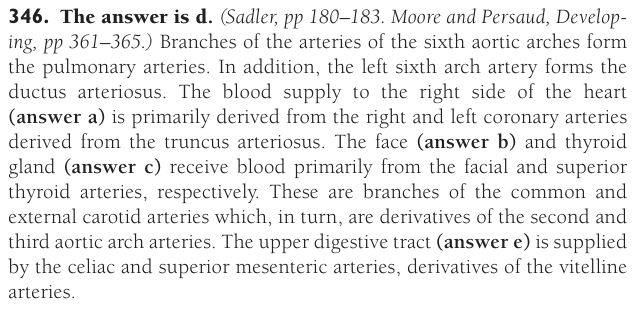 346. The answer is d. (Sadler, pp 180–183. Moore and Persaud, Develop-
ing, pp 361–365.) Branches of the arteries of the sixth aortic arches form
the pulmonary arteries. In addition, the left sixth arch artery forms the
ductus arteriosus. The blood supply to the right side of the heart
(answer a) is primarily derived from the right and left coronary arteries
derived from the truncus arteriosus. The face (answer b) and thyroid
gland (answer c) receive blood primarily from the facial and superior
thyroid arteries, respectively. These are branches of the common and
external carotid arteries which, in turn, are derivatives of the second and
third aortic arch arteries. The upper digestive tract (answer e) is supplied
by the celiac and superior mesenteric arteries, derivatives of the vitelline
arteries.